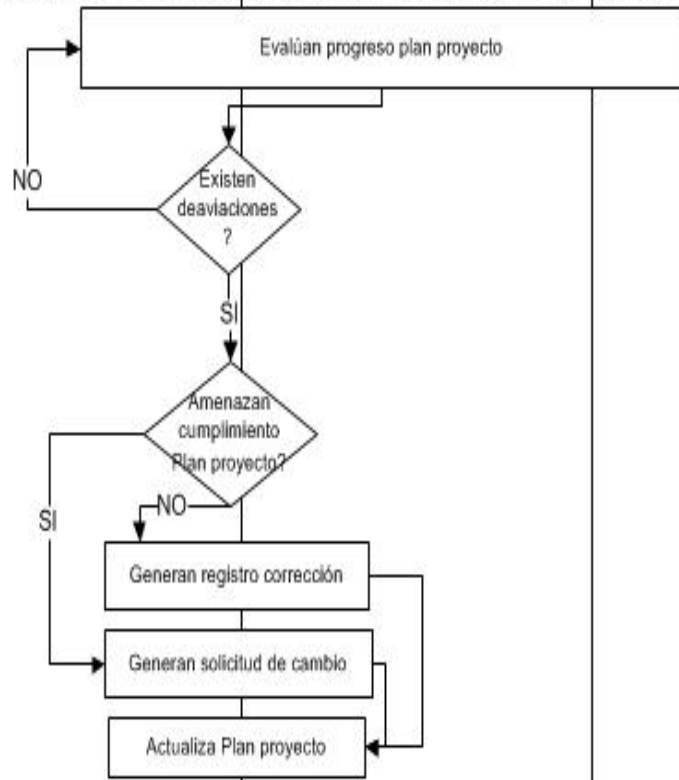 Evalúan progreso plan proyecto
NO
Existen
deaviaciones
?
SI
Amenazan
cumplimiento
Plan proyecto?
NO
SI
Generan registro corrección
Generan solicitud de cambio
Actualiza Plan proyecto